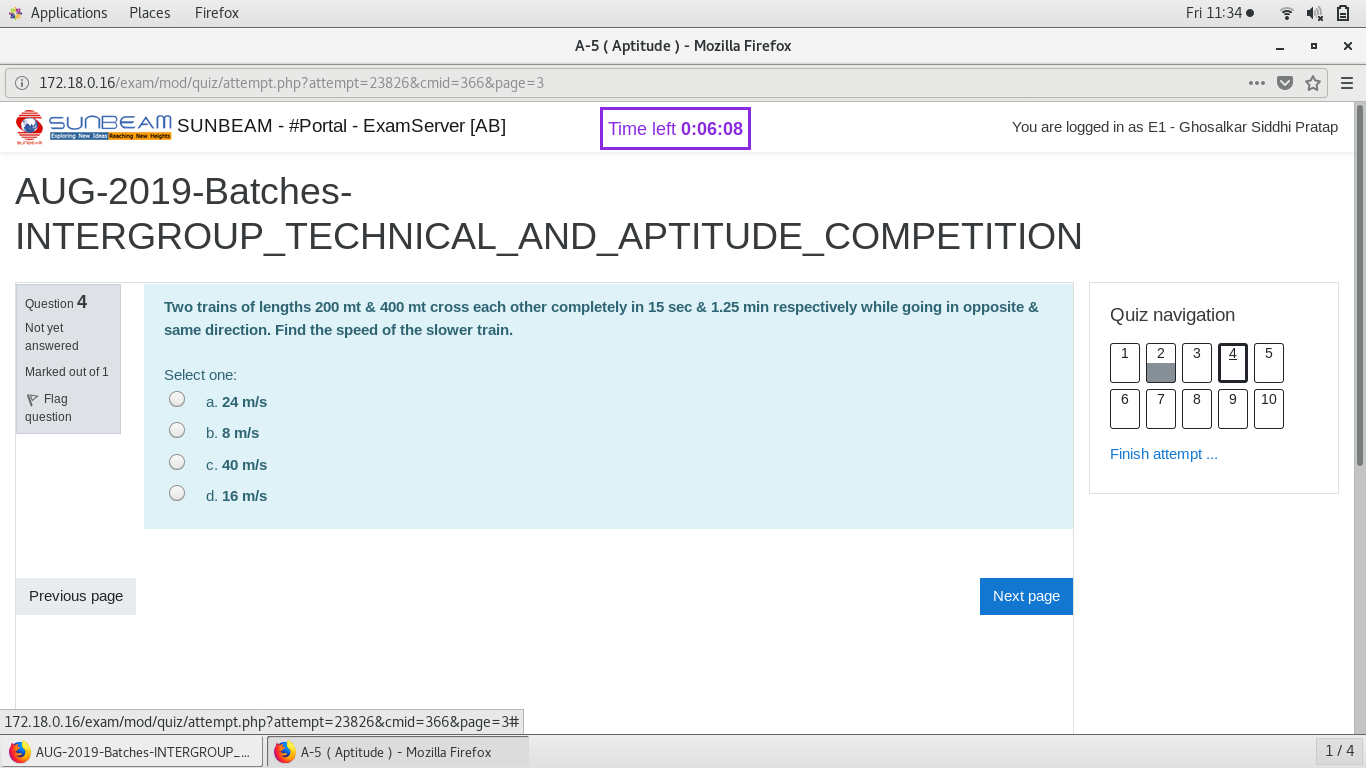 Applications Places Firefox Fri 11:34
A-5 ( Aptitude ) - Mozilla Firefox
172.18.0.16/exam/mod/quiz/attempt.php?attempt=23826&cmid=366&page=3
SUNBEAM
Exploring New Ideas Reaching New Heights
SUNBEAM
SUNBEAM - #Portal - ExamServer [AB]
Time left 0:06:08
You are logged in as E1 - Ghosalkar Siddhi Pratap
AUG-2019-Batches-
INTERGROUP_TECHNICAL_AND_APTITUDE_COMPETITION
Question 4
Not yet
answered
Marked out of 1
Flag
question
Two trains of lengths 200 mt & 400 mt cross each other completely in 15 sec & 1.25 min respectively while going in opposite &
same direction. Find the speed of the slower train.
Select one:
a. 24 m/s
b. 8 m/s
c. 40 m/s
d. 16 m/s
Previous page
Next page
Quiz navigation
1 2 3 4 5
6 7 8 9 10
Finish attempt ...
172.18.0.16/exam/mod/quiz/attempt.php?attempt=23826&cmid=366&page=3#
AUG-2019-Batches-INTERGROUP_... A-5 ( Aptitude ) - Mozilla Firefox 1 / 4